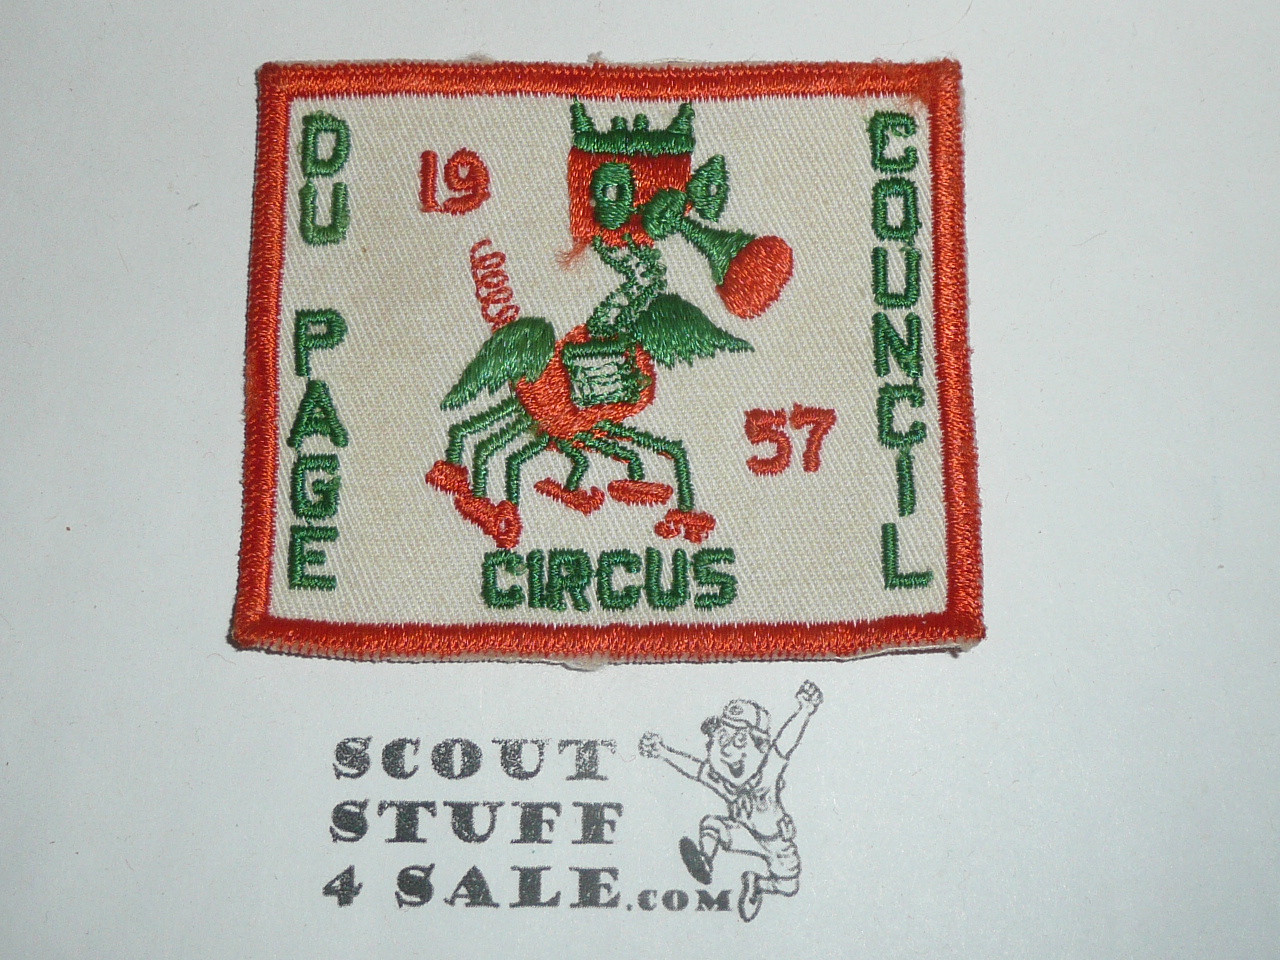 DU PAGE
COUNCIL
19
57
CIRCUS
SCOUT
STUFF
4 SALE.COM